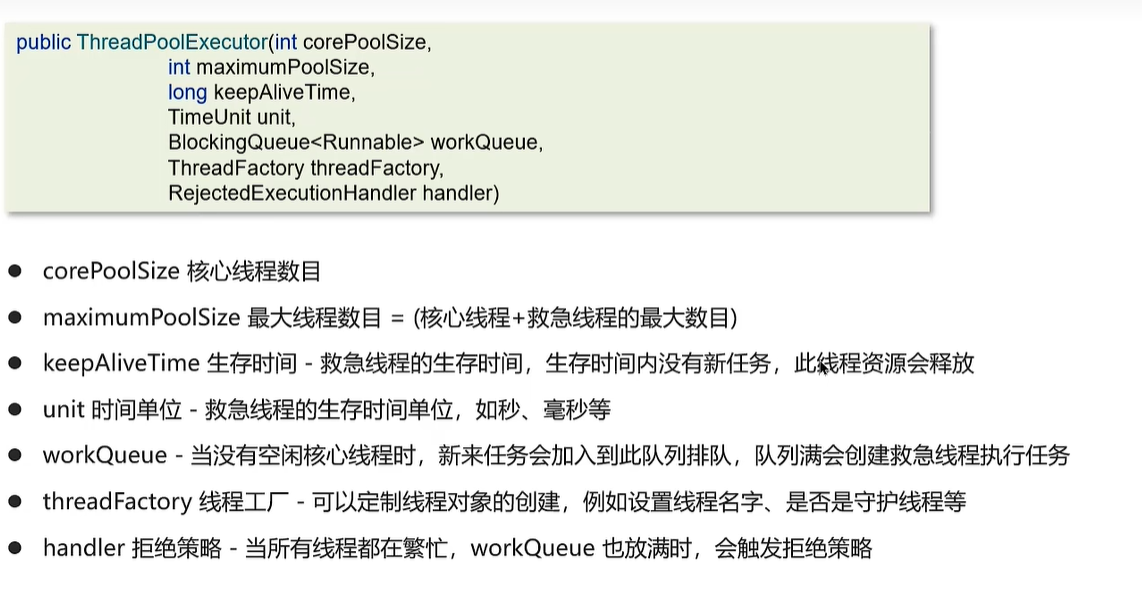 public ThreadPoolExecutor(int corePoolSize,
int maximumPoolSize,
long keepAliveTime,
TimeUnit unit,
BlockingQueue<Runnable> workQueue,
ThreadFactory threadFactory,
RejectedExecutionHandler handler)
● corePoolSize 核心线程数目
● maximumPoolSize 最大线程数目 = (核心线程+救急线程的最大数目)
● keepAliveTime 生存时间 - 救急线程的生存时间，生存时间内没有新任务，此线程资源会释放
● unit 时间单位 - 救急线程的生存时间单位，如秒、毫秒等
● workQueue - 当没有空闲核心线程时，新来任务会加入到此队列排队，队列满会创建救急线程执行任务
● threadFactory 线程工厂 - 可以定制线程对象的创建，例如设置线程名字、是否是守护线程等
● handler 拒绝策略 - 当所有线程都在繁忙，workQueue 也放满时，会触发拒绝策略